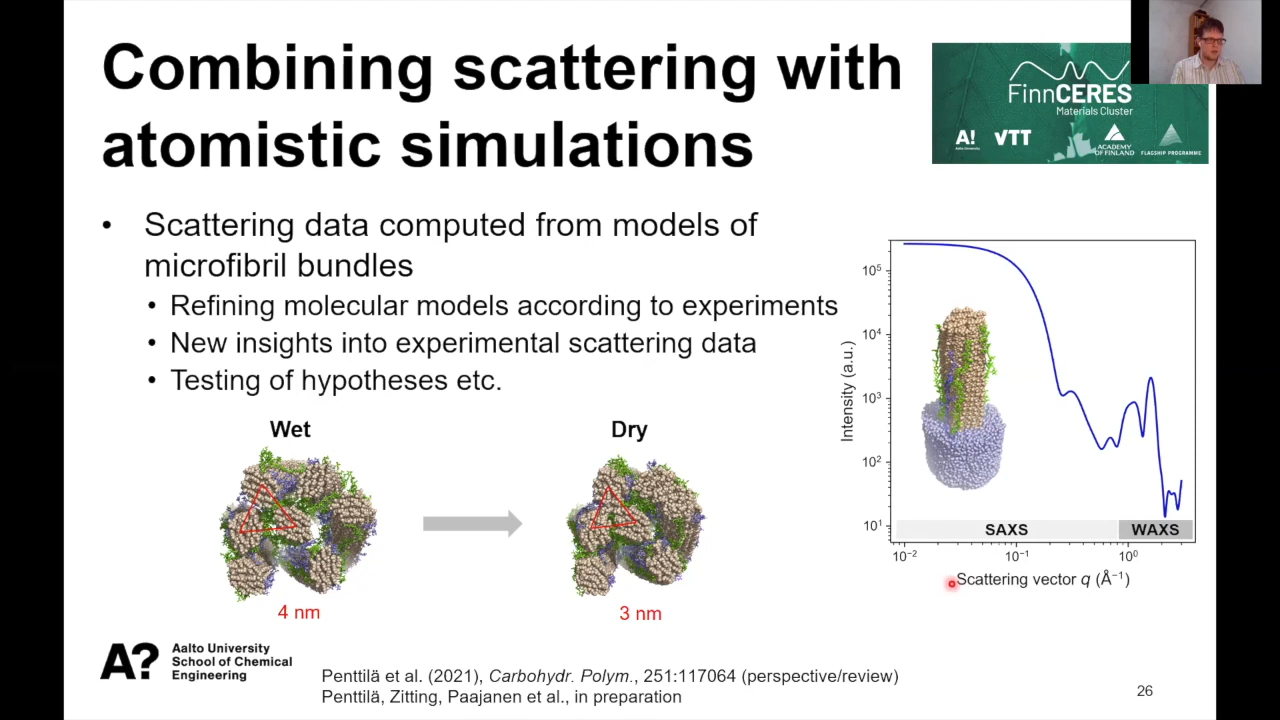 Combining scattering with
atomistic simulations
FinnCERES
Materials Cluster
A!
Aalto University
VTT
ACADEMY
OF FINLAND
FLAGSHIP PROGRAMME
• Scattering data computed from models of
microfibril bundles
• Refining molecular models according to experiments
• New insights into experimental scattering data
• Testing of hypotheses etc.
Wet
Dry
4 nm
3 nm
Intensity (a.u.)
10⁵
10⁴
10³
10²
10¹
SAXS
WAXS
10⁻²
10⁻¹
10⁰
Scattering vector q (Å⁻¹)
A?
Aalto University
School of Chemical
Engineering
Penttilä et al. (2021), Carbohydr. Polym., 251:117064 (perspective/review)
Penttilä, Zitting, Paajanen et al., in preparation
26